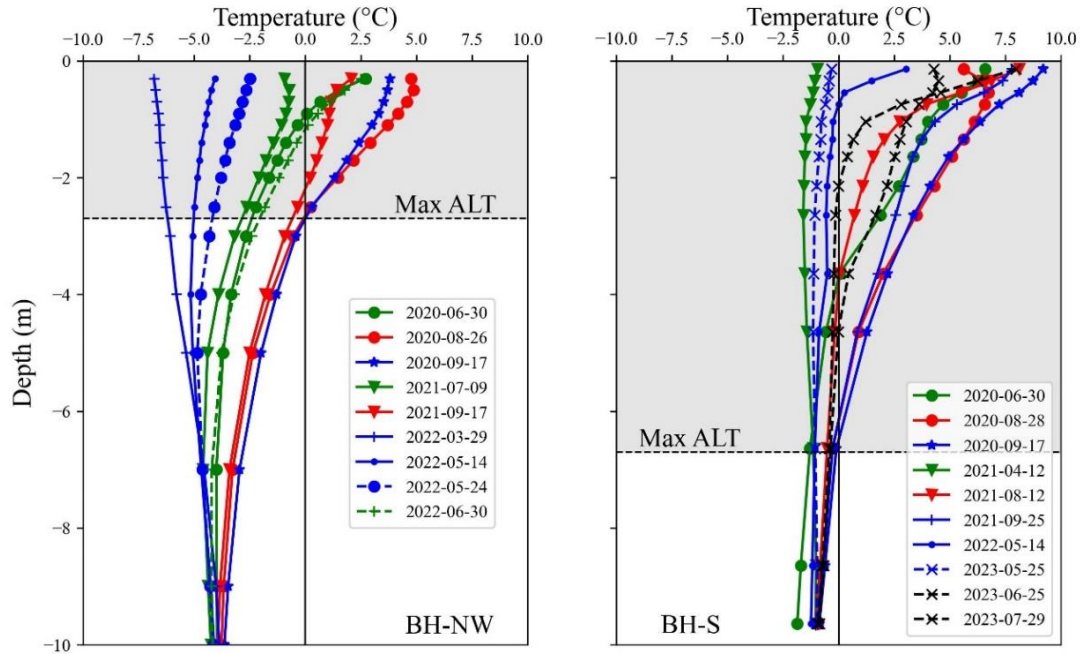 Temperature (°C)
−10.0 −7.5 −5.0 −2.5 0.0 2.5 5.0 7.5 10.0
0
−2
−4
−6
−8
−10
Depth (m)
Max ALT
2020-06-30
2020-08-26
2020-09-17
2021-07-09
2021-09-17
2022-03-29
2022-05-14
2022-05-24
2022-06-30
BH-NW
Temperature (°C)
−10.0 −7.5 −5.0 −2.5 0.0 2.5 5.0 7.5 10.0
Max ALT
2020-06-30
2020-08-28
2020-09-17
2021-04-12
2021-08-12
2021-09-25
2022-05-14
2023-05-25
2023-06-25
2023-07-29
BH-S